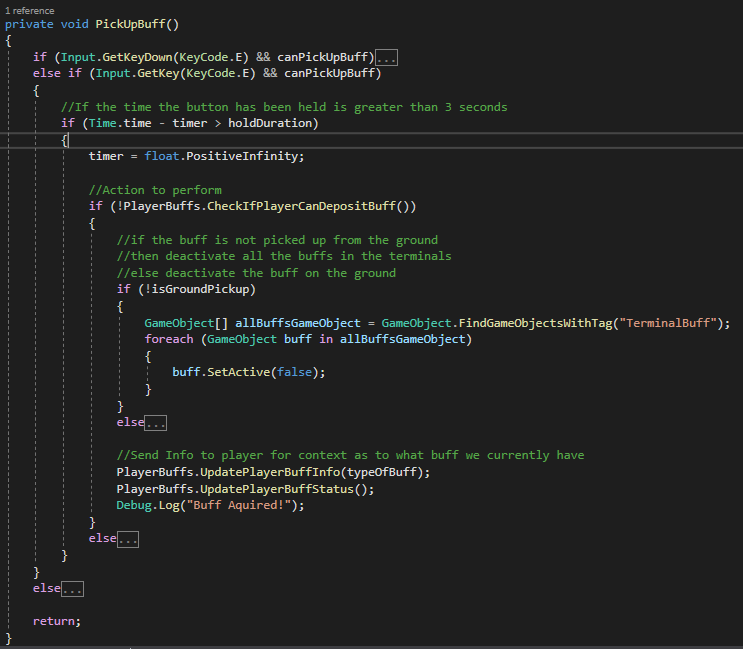 1 reference
private void PickUpBuff()
{
    if (Input.GetKeyDown(KeyCode.E) && canPickUpBuff)...
    else if (Input.GetKey(KeyCode.E) && canPickUpBuff)
    {
        //If the time the button has been held is greater than 3 seconds
        if (Time.time - timer > holdDuration)
        {
            timer = float.PositiveInfinity;

            //Action to perform
            if (!PlayerBuffs.CheckIfPlayerCanDepositBuff())
            {
                //if the buff is not picked up from the ground
                //then deactivate all the buffs in the terminals
                //else deactivate the buff on the ground
                if (!isGroundPickup)
                {
                    GameObject[] allBuffsGameObject = GameObject.FindGameObjectsWithTag("TerminalBuff");
                    foreach (GameObject buff in allBuffsGameObject)
                    {
                        buff.SetActive(false);
                    }
                }
                else...

                //Send Info to player for context as to what buff we currently have
                PlayerBuffs.UpdatePlayerBuffInfo(typeOfBuff);
                PlayerBuffs.UpdatePlayerBuffStatus();
                Debug.Log("Buff Aquired!");
            }
            else...
        }
    }
    else...

    return;
}